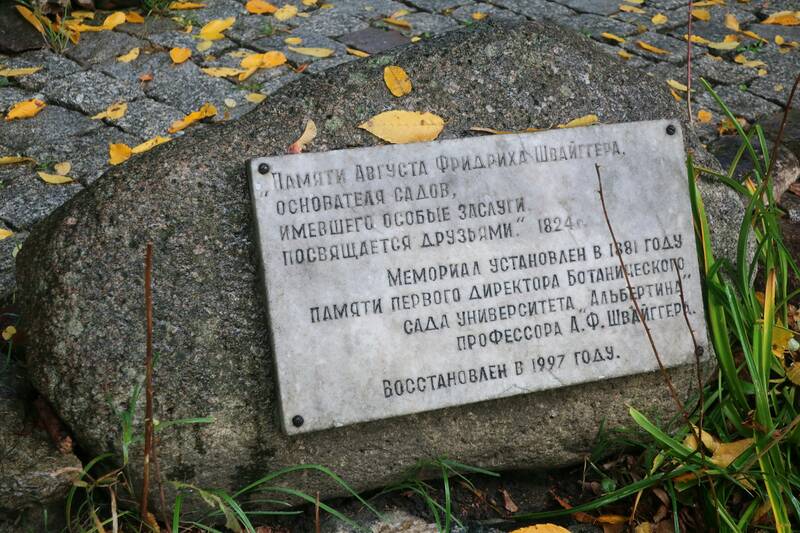 "Памяти Августа Фридриха Швайггера,
основателя садов,
имевшего особые заслуги
посвящается друзьями" 1824г.
Мемориал установлен в 1881 году
памяти первого директора Ботанического
сада университета "Альбертина"
профессора А.Ф. Швайггера.
Восстановлен в 1997 году.